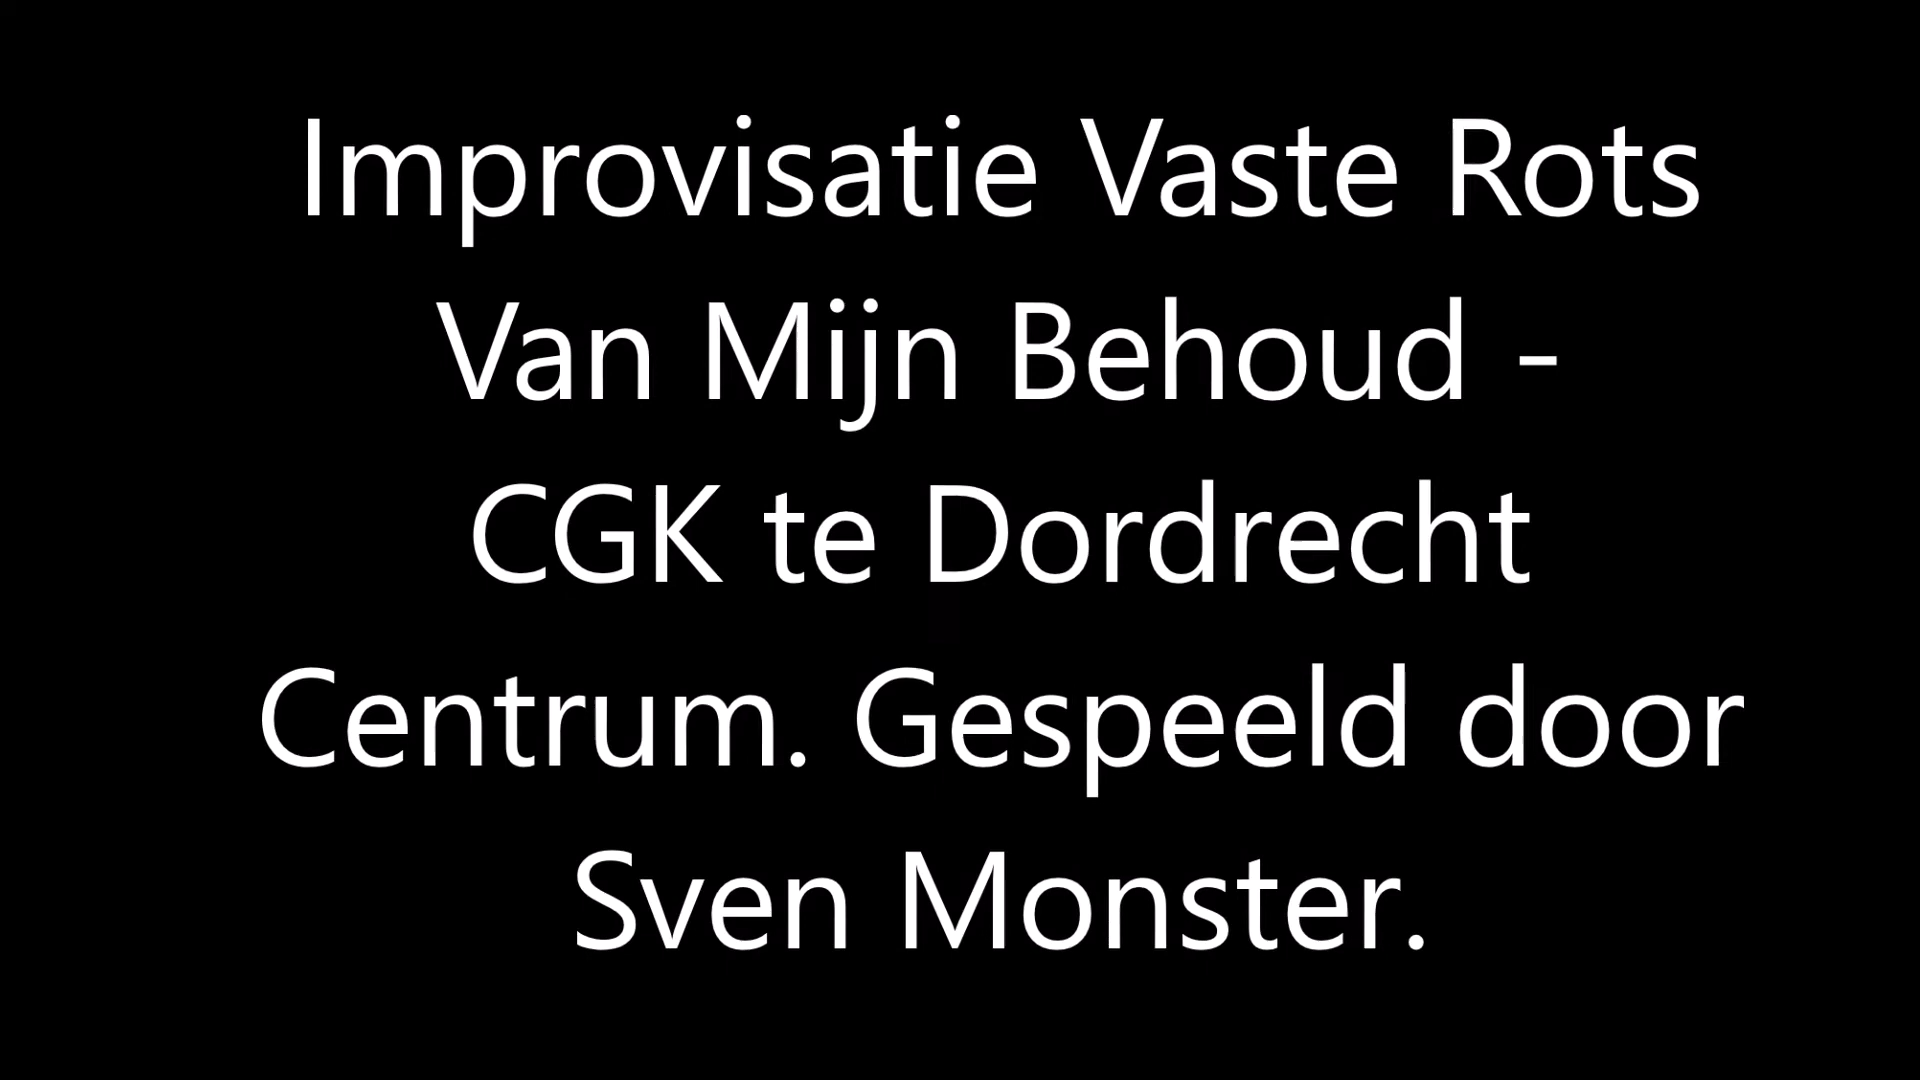 Improvisatie Vaste Rots
Van Mijn Behoud -
CGK te Dordrecht
Centrum. Gespeeld door
Sven Monster.